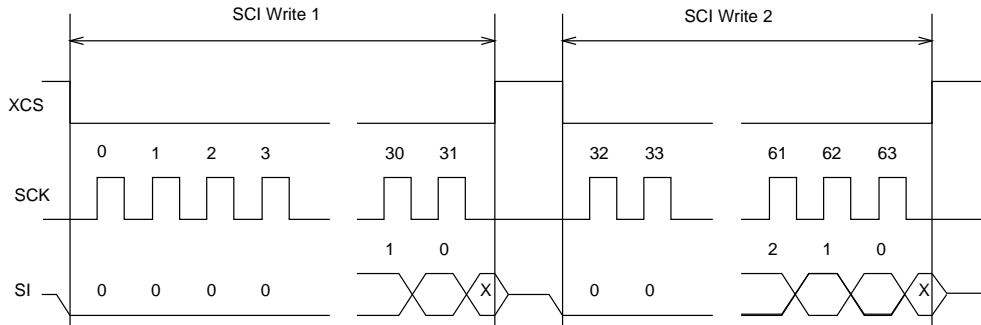 SCI Write 1 SCI Write 2
XCS
0 1 2 3 30 31 32 33 61 62 63
SCK
1 0 2 1 0
SI 0 0 0 0 X 0 0 X